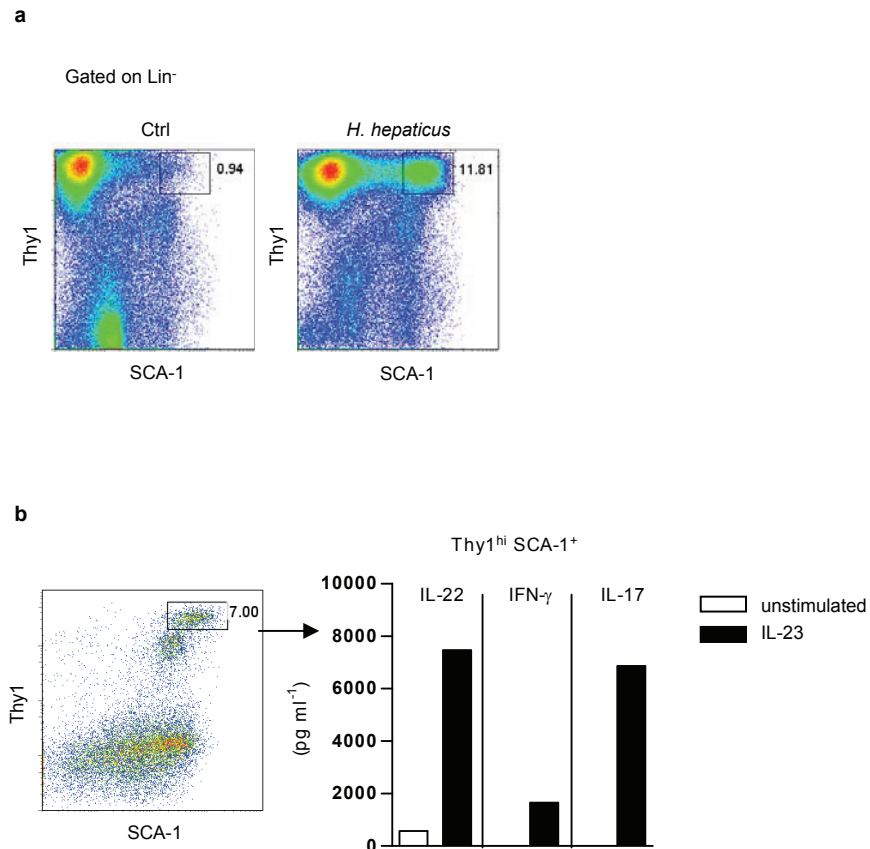 a
Gated on Lin⁻
Ctrl
H. hepaticus
0.94
11.81
Thy1
Thy1
SCA-1
SCA-1
b
Thy1ʰⁱ SCA-1⁺
7.00
Thy1
SCA-1
10000
8000
6000
4000
2000
0
(pg ml⁻¹)
IL-22
IFN-γ
IL-17
unstimulated
IL-23